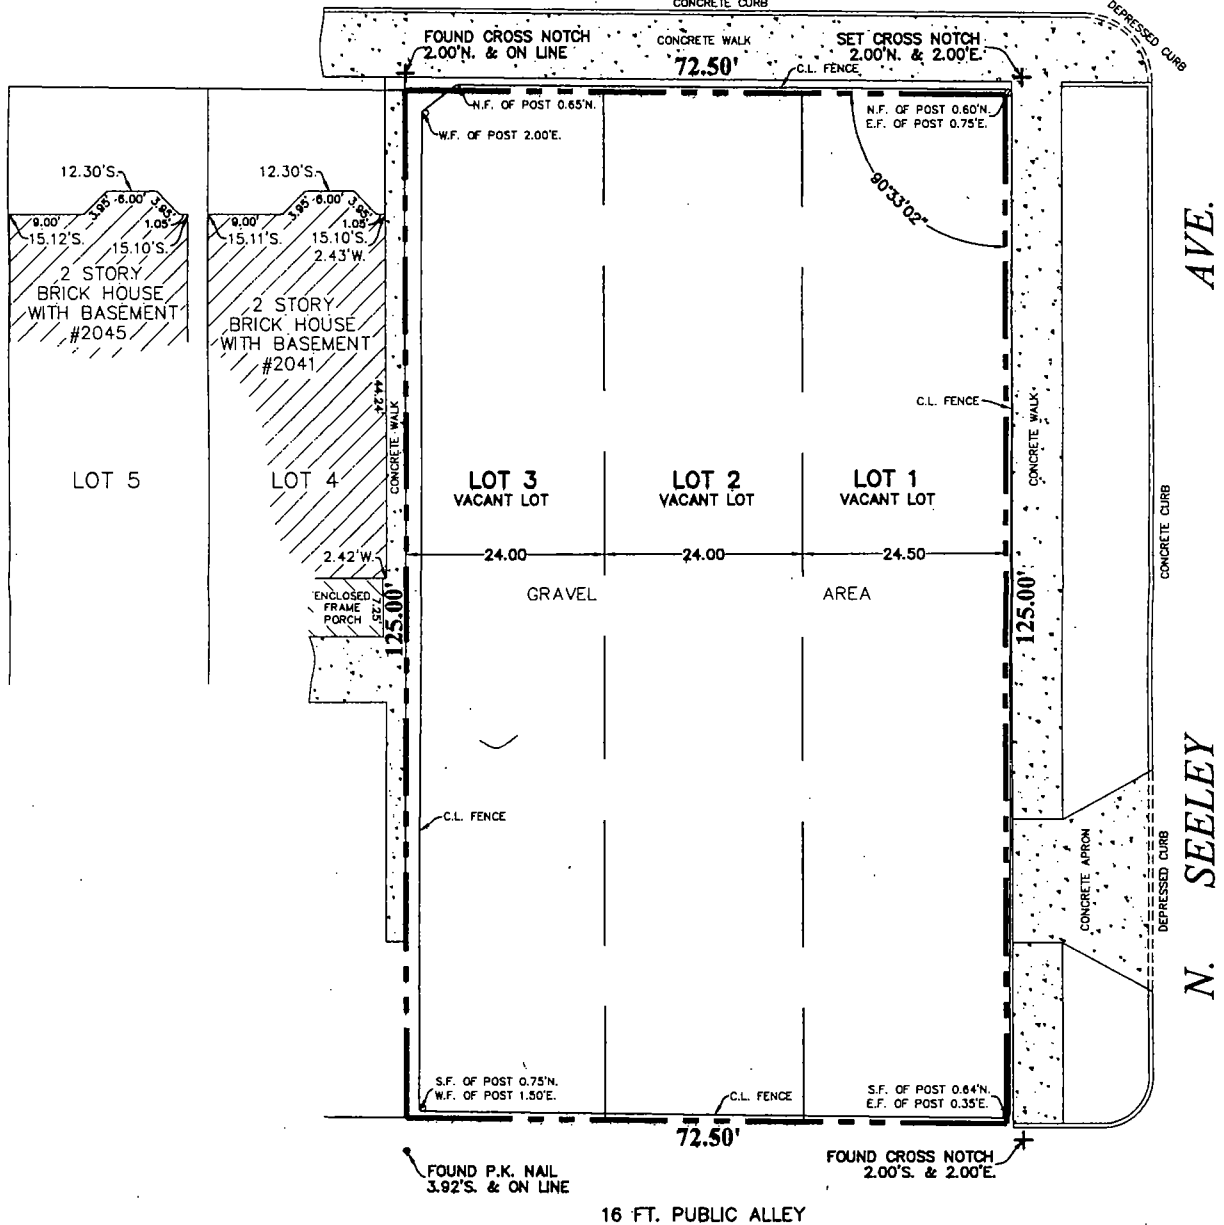 CONCRETE CURB
DEPRESSED CURB
FOUND CROSS NOTCH
2.00'N. & ON LINE
CONCRETE WALK
72.50'
SET CROSS NOTCH
2.00'N. & 2.00'E.
C.L. FENCE
N.F. OF POST 0.65'N.
W.F. OF POST 2.00'E.
N.F. OF POST 0.60'N.
E.F. OF POST 0.75'E.
90°33'02"
12.30'S.
9.00'
3.95'
6.00'
3.95'
1.05'
15.12'S.
15.10'S.
2 STORY
BRICK HOUSE
WITH BASEMENT
#2045
12.30'S.
9.00'
3.95'
6.00'
3.95'
1.05'
15.11'S.
15.10'S.
2.43'W.
2 STORY
BRICK HOUSE
WITH BASEMENT
#2041
44.24'
CONCRETE WALK
C.L. FENCE
CONCRETE WALK
LOT 5
LOT 4
LOT 3
VACANT LOT
LOT 2
VACANT LOT
LOT 1
VACANT LOT
24.00
24.00
24.50
2.42'W.
ENCLOSED
FRAME
PORCH
7.25'
125.00'
GRAVEL
AREA
125.00'
CONCRETE CURB
C.L. FENCE
CONCRETE APRON
DEPRESSED CURB
N. SEELEY AVE.
S.F. OF POST 0.75'N.
W.F. OF POST 1.50'E.
C.L. FENCE
S.F. OF POST 0.64'N.
E.F. OF POST 0.35'E.
72.50'
FOUND P.K. NAIL
3.92'S. & ON LINE
FOUND CROSS NOTCH
2.00'S. & 2.00'E.
16 FT. PUBLIC ALLEY